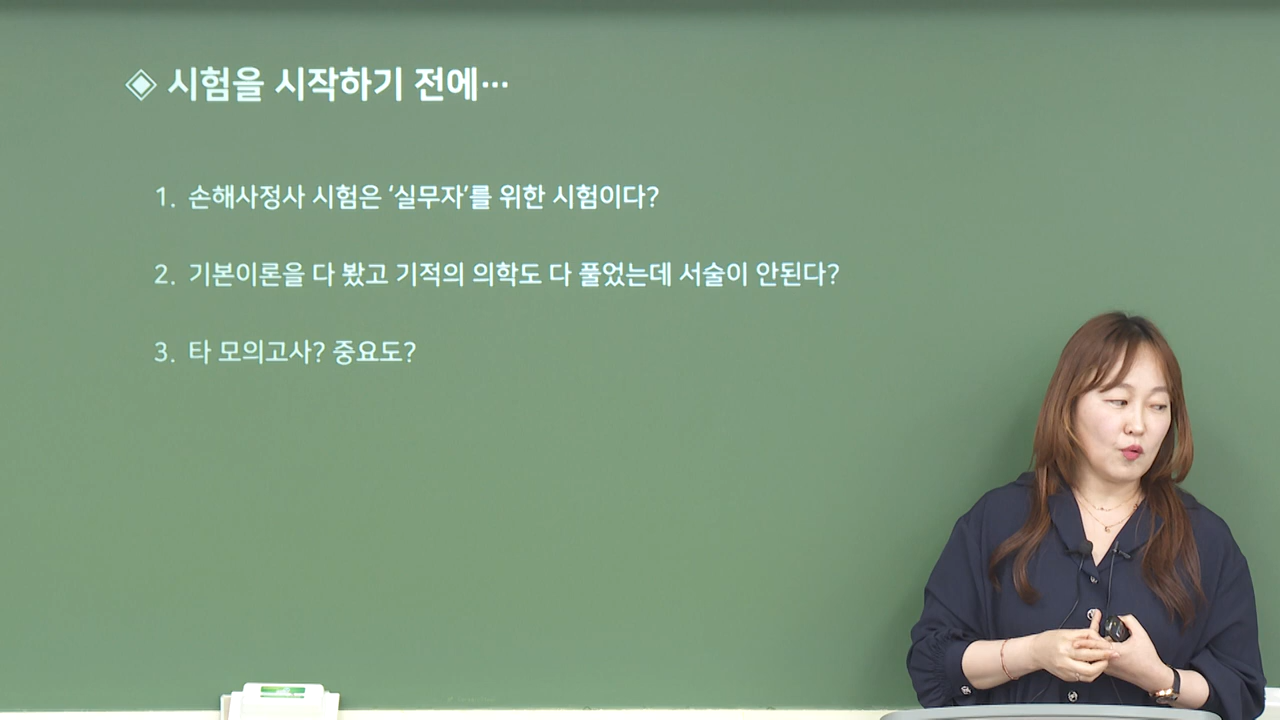 ◈ 시험을 시작하기 전에…
1. 손해사정사 시험은 ‘실무자’를 위한 시험이다?
2. 기본이론을 다 봤고 기적의 의학도 다 풀었는데 서술이 안된다?
3. 타 모의고사? 중요도?